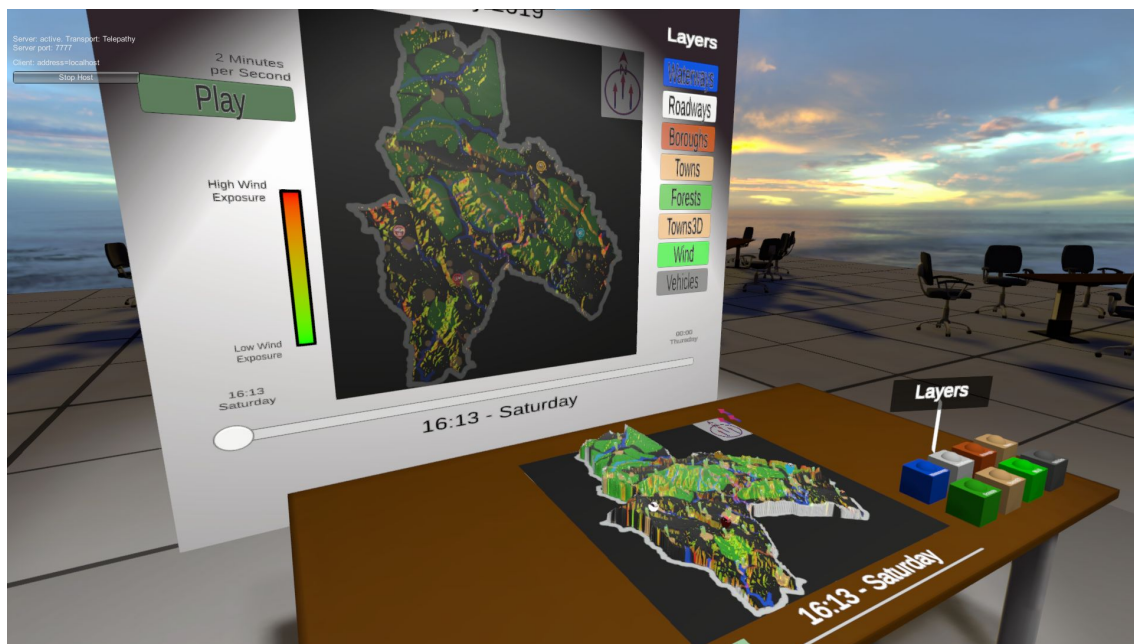 2019
Server: active. Transport: Telepathy
Server port: 7777
Client: address=localhost
Stop Host
2 Minutes
per Second
Play
High Wind
Exposure
Low Wind
Exposure
16:13
Saturday
16:13 - Saturday
00:00
Thursday
Layers
Waterways
Roadways
Boroughs
Towns
Forests
Towns3D
Wind
Vehicles
Layers
16:13 - Saturday